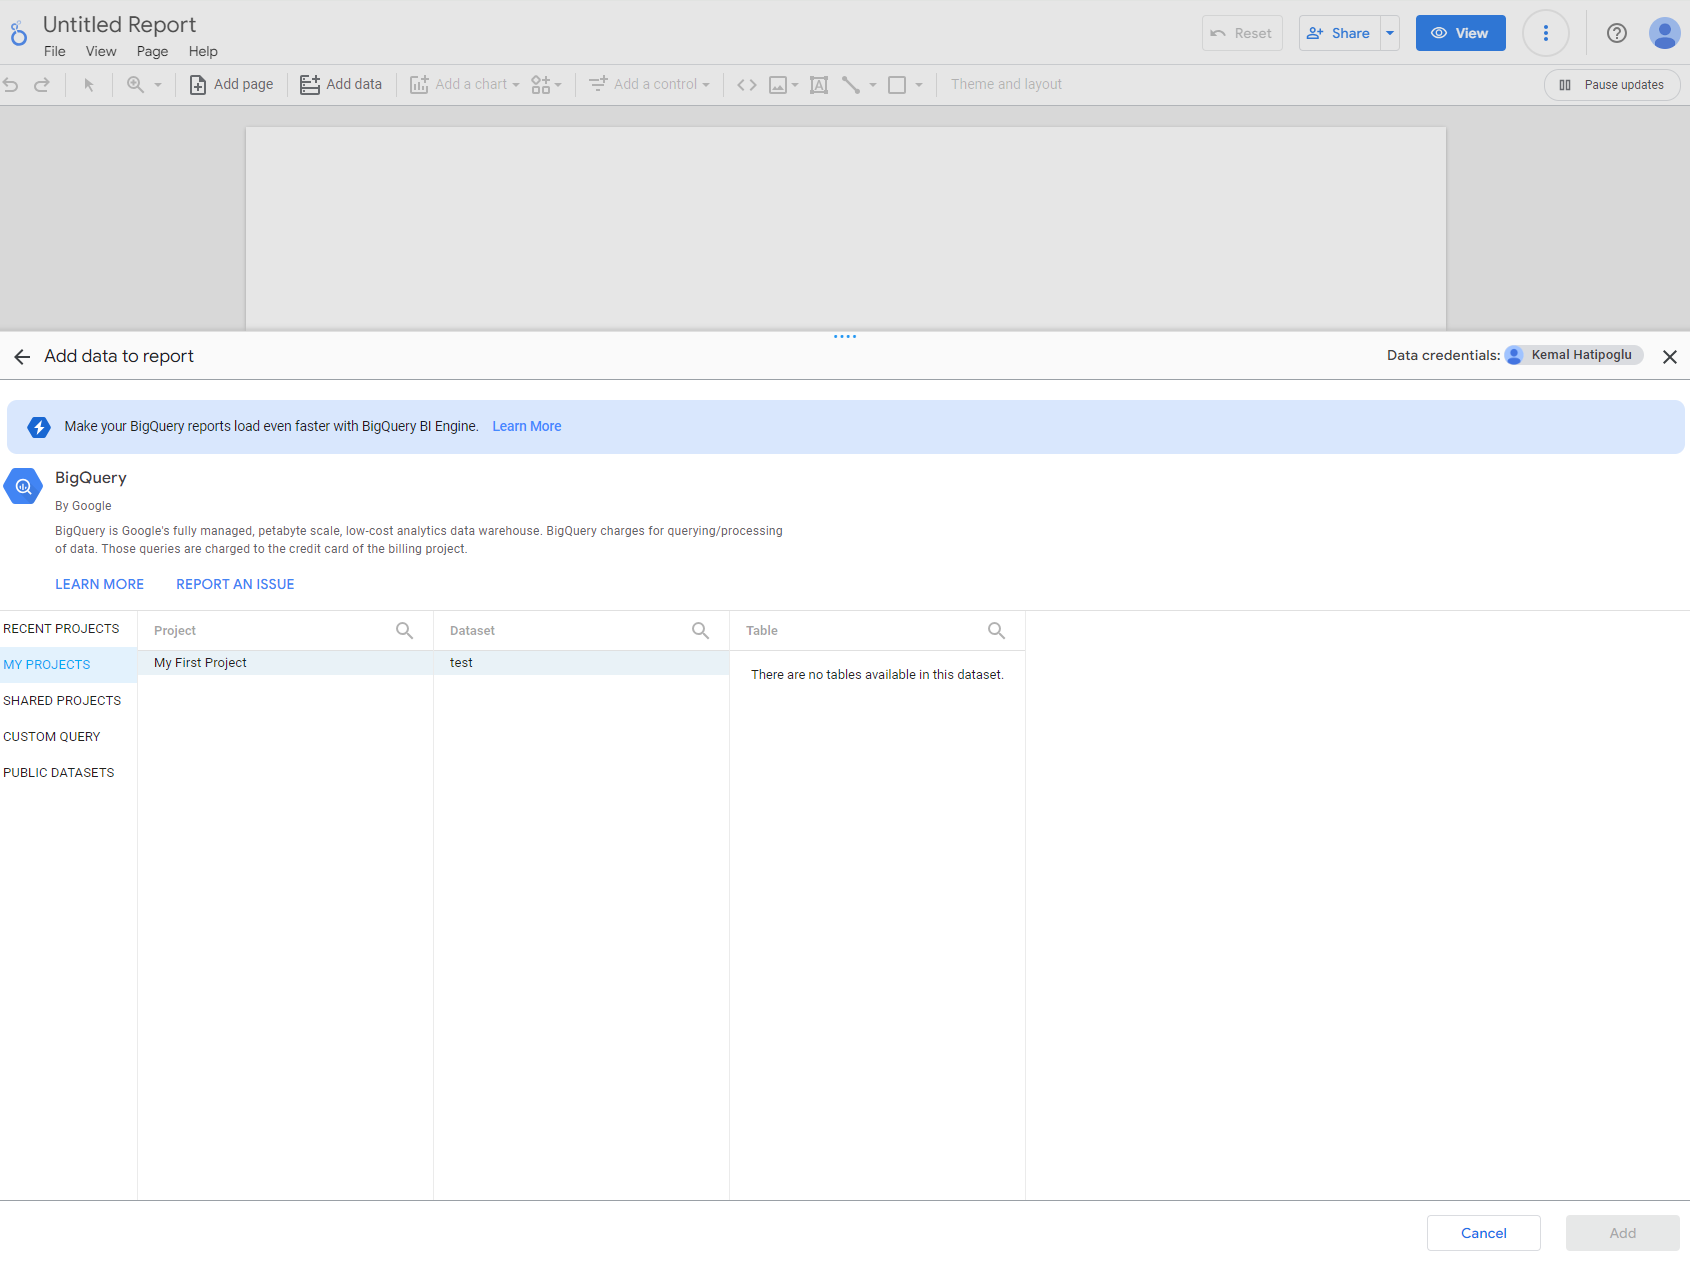 Untitled Report
File View Page Help
Reset Share View
Add page Add data Add a chart Add a control Theme and layout Pause updates
Add data to report
Data credentials: Kemal Hatipoglu
Make your BigQuery reports load even faster with BigQuery BI Engine. Learn More
BigQuery
By Google
BigQuery is Google's fully managed, petabyte scale, low-cost analytics data warehouse. BigQuery charges for querying/processing
of data. Those queries are charged to the credit card of the billing project.
LEARN MORE REPORT AN ISSUE
RECENT PROJECTS
MY PROJECTS
SHARED PROJECTS
CUSTOM QUERY
PUBLIC DATASETS
Project
My First Project
Dataset
test
Table
There are no tables available in this dataset.
Cancel Add